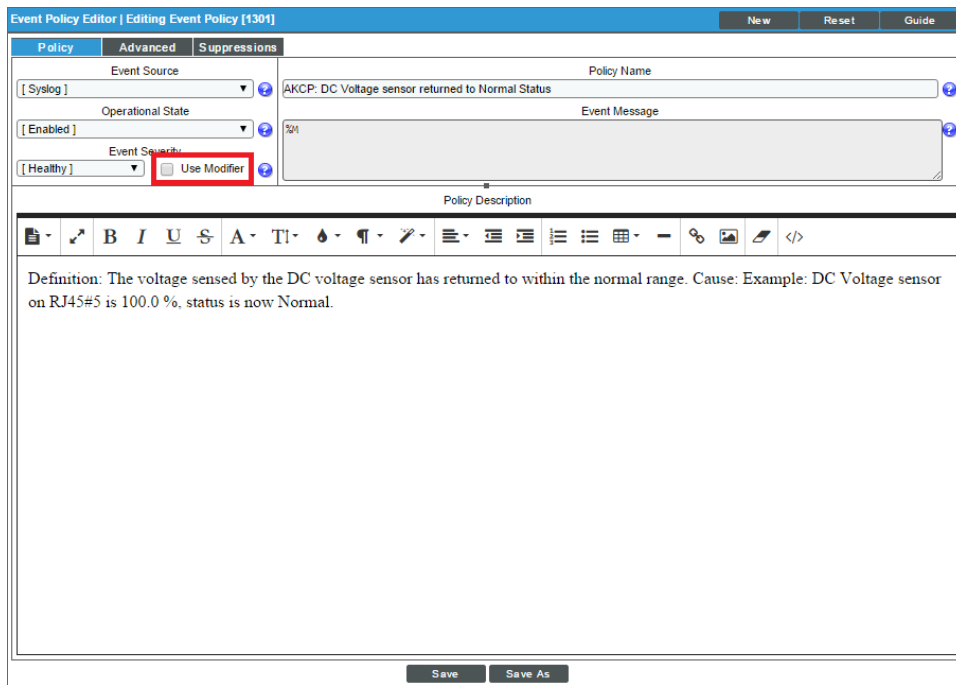 Event Policy Editor | Editing Event Policy [1301]
New
Reset
Guide
Policy
Advanced
Suppressions
Event Source
[ Syslog ]
Policy Name
AKCP: DC Voltage sensor returned to Normal Status
Operational State
[ Enabled ]
Event Message
%M
Event Severity
[ Healthy ]
Use Modifier
Policy Description
B I U S A TI ¶ </>
Definition: The voltage sensed by the DC voltage sensor has returned to within the normal range. Cause: Example: DC Voltage sensor
on RJ45#5 is 100.0 %, status is now Normal.
Save
Save As